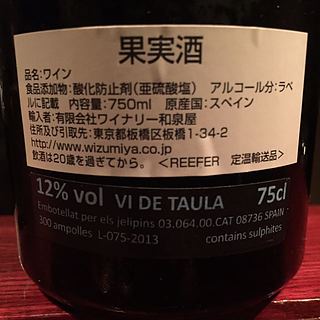 果実酒
品名:ワイン
食品添加物:酸化防止剤(亜硫酸塩) アルコール分:ラベ
ルに記載 内容量:750ml 原産国:スペイン
輸入者:有限会社ワイナリー和泉屋
住所及び引取先:東京都板橋区板橋1-34-2
http://www.wizumiya.co.jp
飲酒は20歳を過ぎてから。 <REEFER 定温輸送品>
12% vol VI DE TAULA 75cl
Embotellat per els jelipins 03.064.00.CAT 08736 SPAIN
300 ampolles L-075-2013 contains sulphites